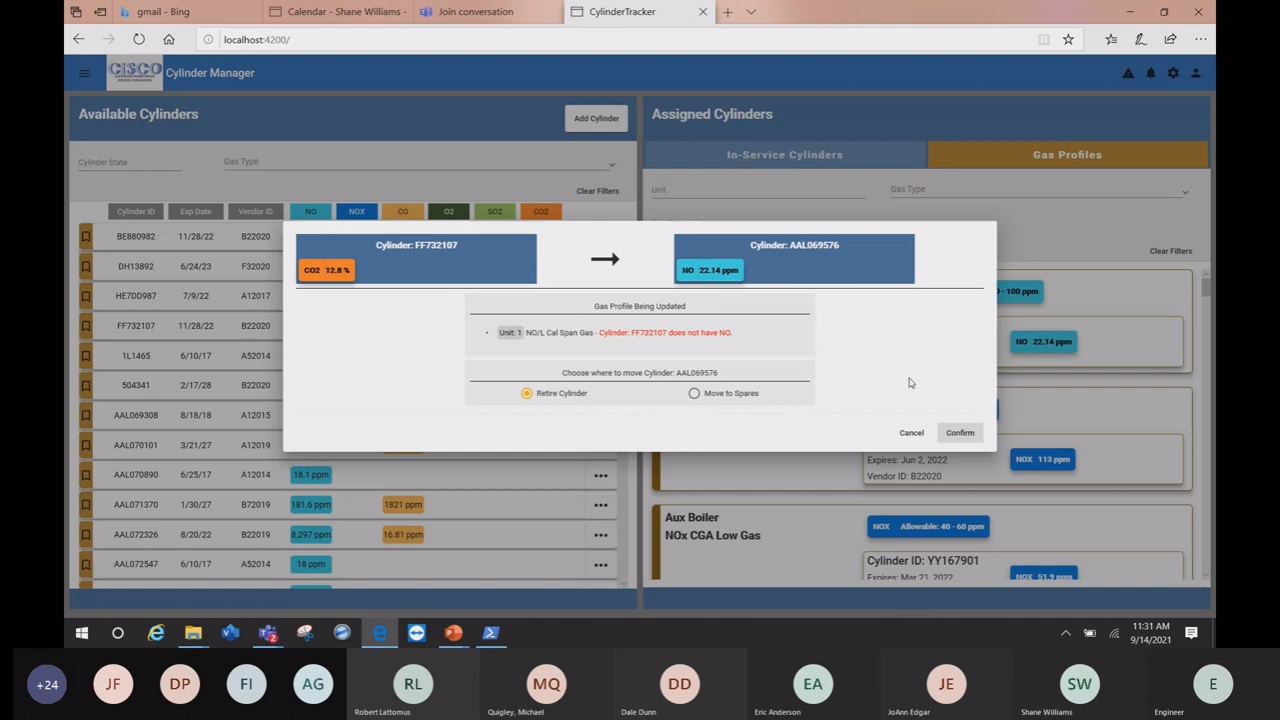 gmail - Bing
Calendar - Shane Williams -
Join conversation
CylinderTracker
localhost:4200/
CiSCO
Cylinder Manager
Available Cylinders
Add Cylinder
Cylinder State
Gas Type
Clear Filters
Cylinder ID Exp Date Vendor ID NO NOX CO O2 SO2 CO2
BE880982 11/28/22 B22020
DH13892 6/24/23 F32020
HE7DD987 7/9/22 A12017
FF732107 11/28/22 B22020
1L1465 6/10/17 A52014
504341 2/17/28 B22020
AAL069308 8/18/18 A12015
AAL070101 3/21/27 A12019
AAL070890 6/25/17 A12014 18.1 ppm
AAL071370 1/30/27 B22019 181.6 ppm 1821 ppm
AAL072326 8/20/22 B22019 8.297 ppm 16.81 ppm
AAL072547 6/10/17 A52014 18 ppm
Assigned Cylinders
In-Service Cylinders
Gas Profiles
Unit
Gas Type
Clear Filters
0 - 100 ppm
NO 22.14 ppm
Expires: Jun 2, 2022
Vendor ID: B22020
NOX 113 ppm
Aux Boiler
NOx CGA Low Gas
NOX Allowable: 40 - 60 ppm
Cylinder ID: YY167901
Expires: Mar 21, 2022
NOX 51.9 ppm
Cylinder: FF732107
CO2 12.8 %
Cylinder: AAL069576
NO 22.14 ppm
Gas Profile Being Updated
Unit: 1 NO/L Cal Span Gas - Cylinder: FF732107 does not have NO.
Choose where to move Cylinder: AAL069576
Retire Cylinder
Move to Spares
Cancel
Confirm
11:31 AM
9/14/2021
+24
JF
DP
FI
AG
RL
Robert Lattomus
MQ
Quigley, Michael
DD
Dale Dunn
EA
Eric Anderson
JE
JoAnn Edgar
SW
Shane Williams
E
Engineer